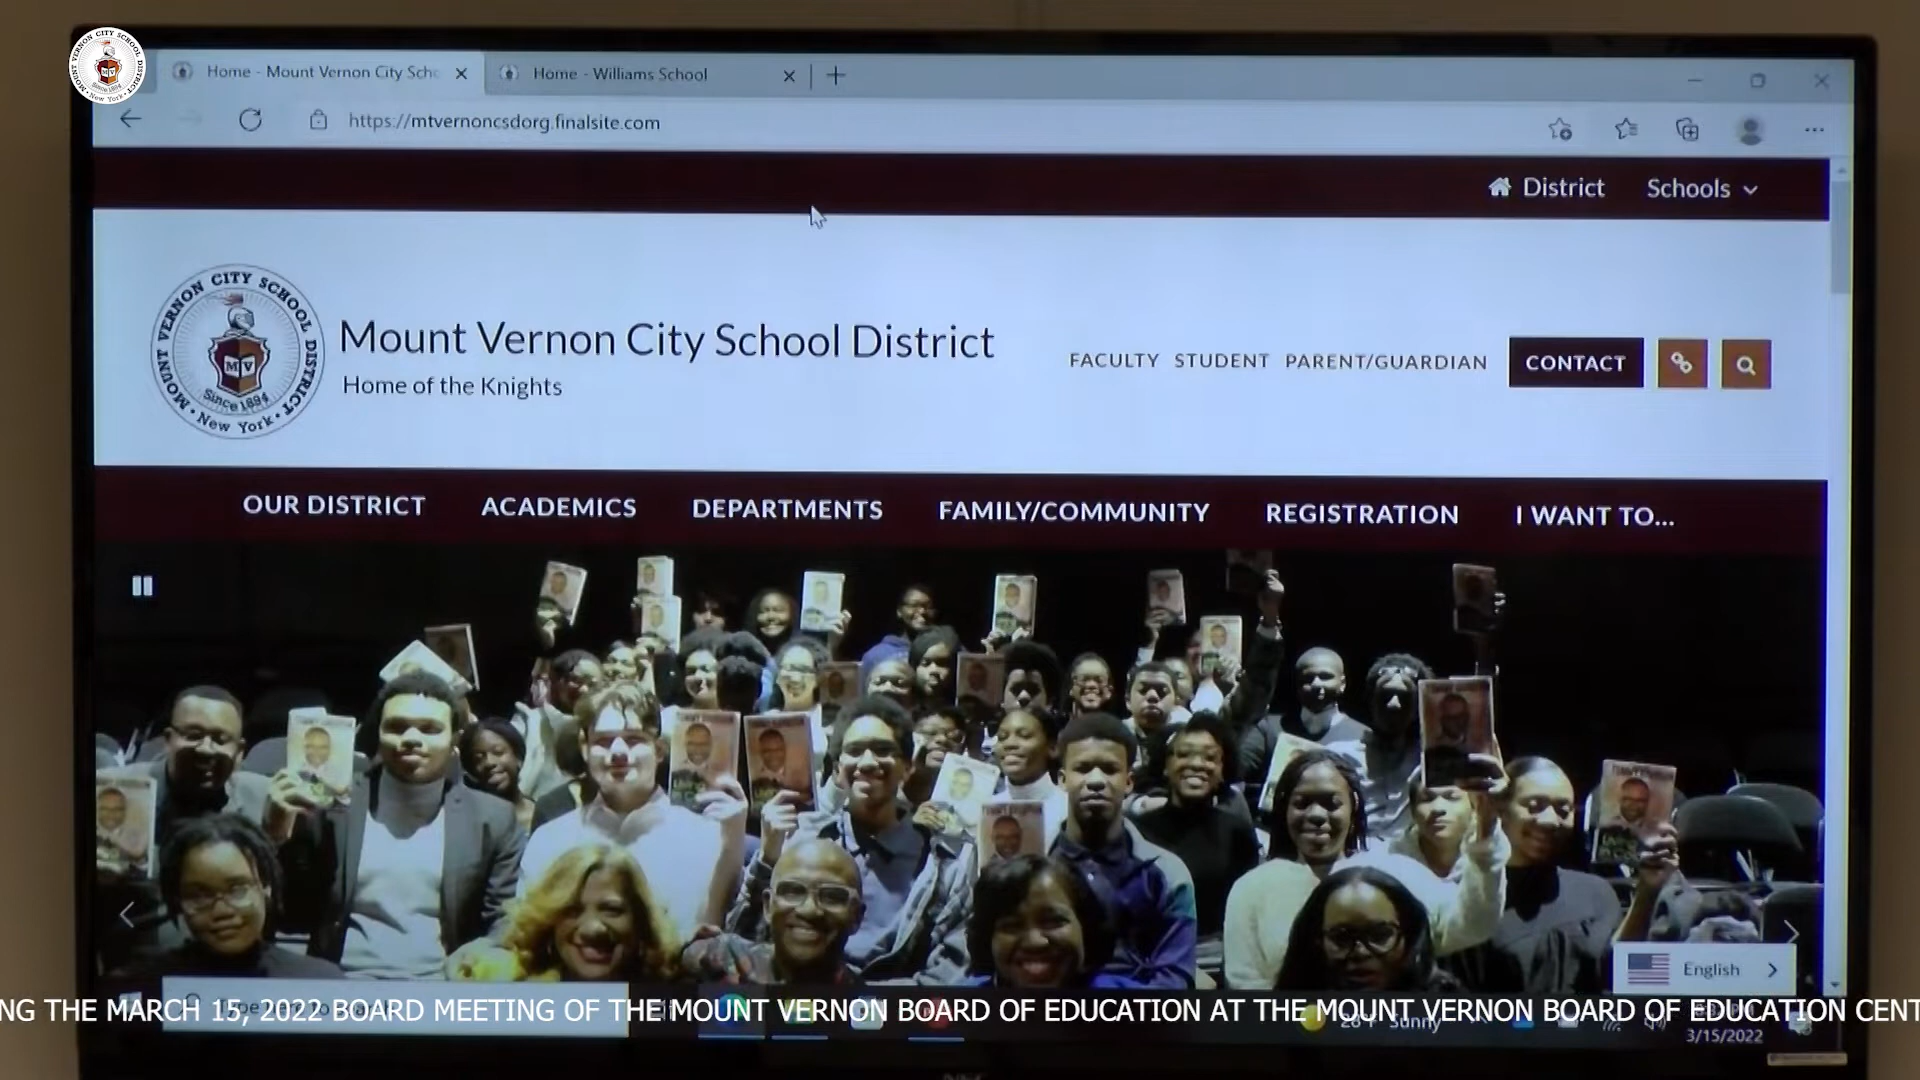 Home - Mount Vernon City Sch
Home - Williams School
https://mtvernoncsdorg.finalsite.com
District
Schools
MOUNT VERNON CITY SCHOOL DISTRICT
MV
Since 1894
New York
Mount Vernon City School District
Home of the Knights
FACULTY STUDENT PARENT/GUARDIAN CONTACT
OUR DISTRICT ACADEMICS DEPARTMENTS FAMILY/COMMUNITY REGISTRATION I WANT TO...
English
NG THE MARCH 15, 2022 BOARD MEETING OF THE MOUNT VERNON BOARD OF EDUCATION AT THE MOUNT VERNON BOARD OF EDUCATION CENT
Sunny
3/15/2022